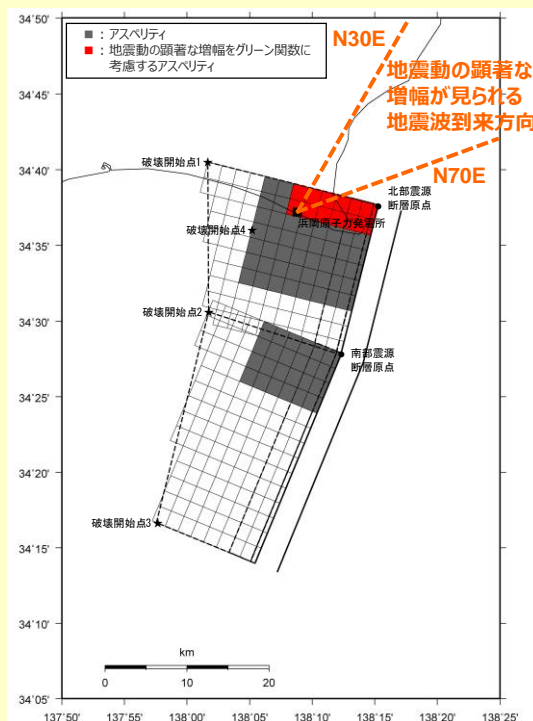 34˚50'
■ : アスペリティ
■ : 地震動の顕著な増幅をグリーン関数に
考慮するアスペリティ
N30E
地震動の顕著な
増幅が見られる
地震波到来方向
N70E
34˚45'
34˚40'
破壊開始点1
北部震源
断層原点
浜岡原子力発電所
34˚35'
破壊開始点4
34˚30'
破壊開始点2
南部震源
断層原点
34˚25'
34˚20'
破壊開始点3
34˚15'
34˚10'
km
0 10 20
34˚05'
137˚50' 137˚55' 138˚00' 138˚05' 138˚10' 138˚15' 138˚20' 138˚25'